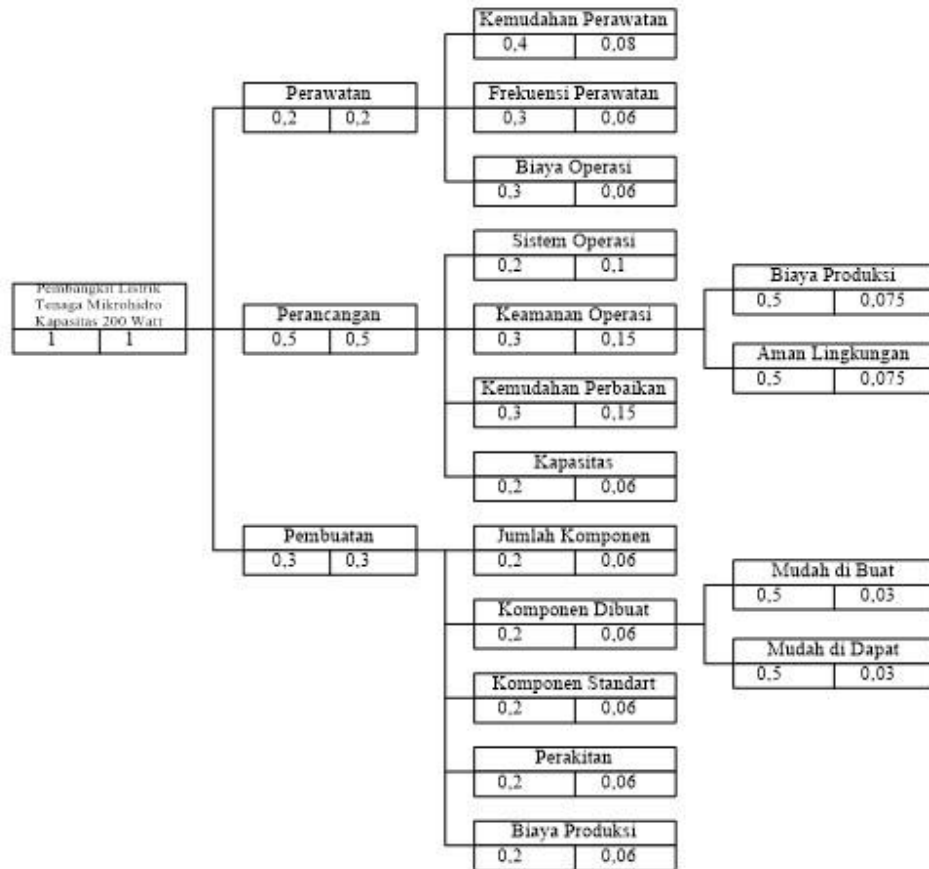 Kemudahan Perawatan
0,4 0,08
Perawatan
0,2 0,2
Frekuensi Perawatan
0,3 0,06
Biaya Operasi
0,3 0,06
Sistem Operasi
0,2 0,1
Pembangkit Listrik
Tenaga Mikrohidro
Kapasitas 200 Watt
1 1
Perancangan
0,5 0,5
Keamanan Operasi
0,3 0,15
Biaya Produksi
0,5 0,075
Aman Lingkungan
0,5 0,075
Kemudahan Perbaikan
0,3 0,15
Kapasitas
0,2 0,06
Pembuatan
0,3 0,3
Jumlah Komponen
0,2 0,06
Komponen Dibuat
0,2 0,06
Mudah di Buat
0,5 0,03
Mudah di Dapat
0,5 0,03
Komponen Standart
0,2 0,06
Perakitan
0,2 0,06
Biaya Produksi
0,2 0,06